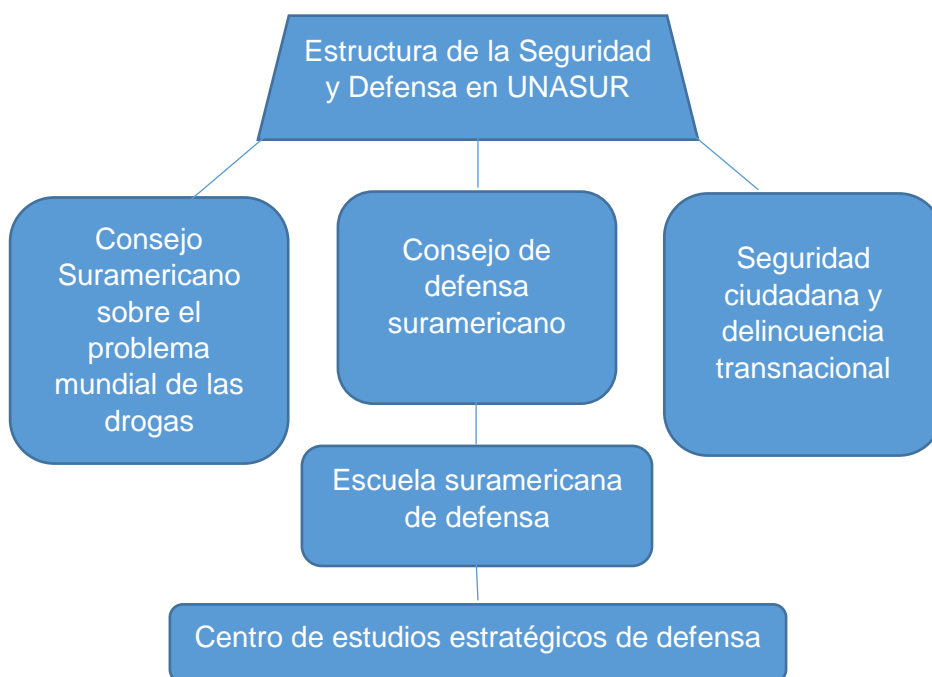 Estructura de la Seguridad
y Defensa en UNASUR
Consejo
Suramericano
sobre el
problema
mundial de las
drogas
Consejo de
defensa
suramericano
Seguridad
ciudadana y
delincuencia
transnacional
Escuela suramericana
de defensa
Centro de estudios estratégicos de defensa